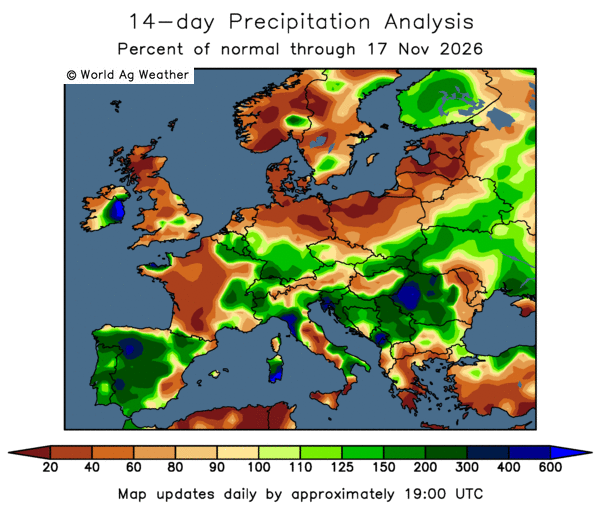 14-day Precipitation Analysis
Percent of normal through 17 Nov 2026
© World Ag Weather
20 40 60 80 90 100 110 125 150 200 300 400 600
Map updates daily by approximately 19:00 UTC